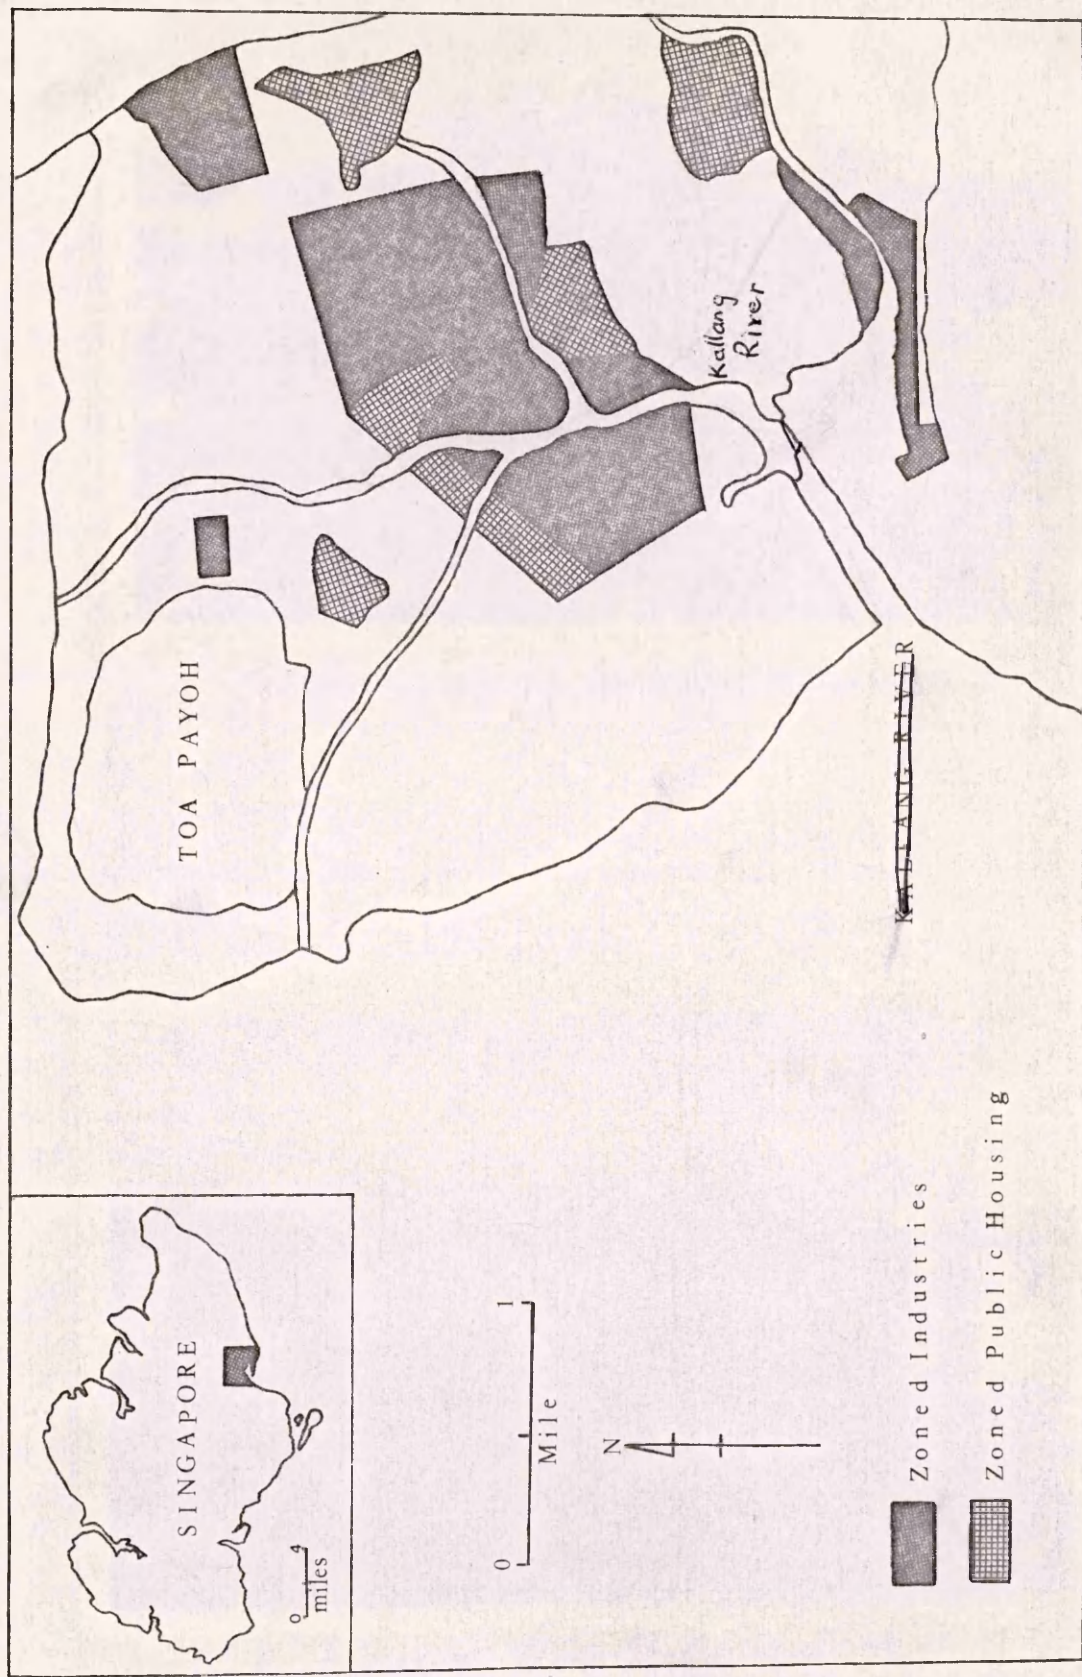 SINGAPORE
0 4
miles
0 1
Mile
N
Zoned Industries
Zoned Public Housing
TOA PAYOH
Kallang
River
KALLANG RIVER